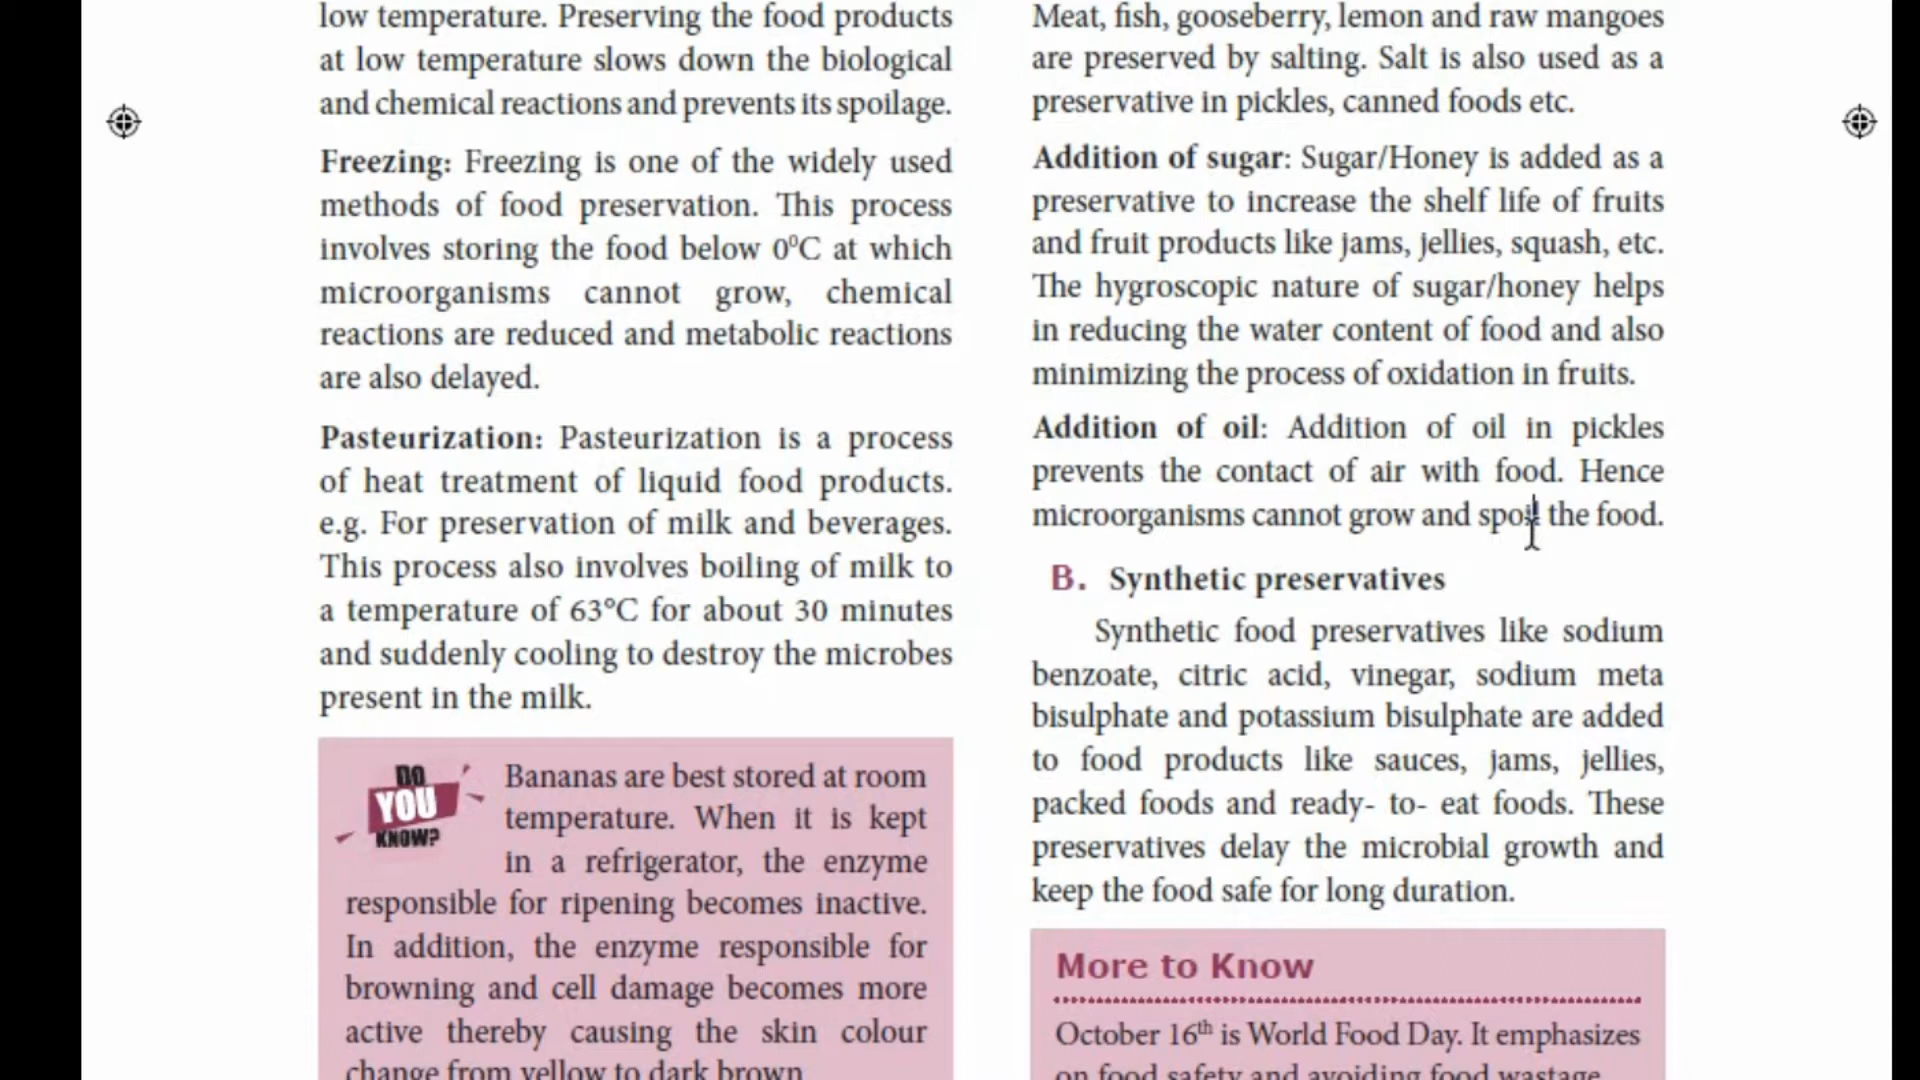 low temperature. Preserving the food products
at low temperature slows down the biological
and chemical reactions and prevents its spoilage.
Freezing: Freezing is one of the widely used
methods of food preservation. This process
involves storing the food below 0⁰C at which
microorganisms cannot grow, chemical
reactions are reduced and metabolic reactions
are also delayed.
Pasteurization: Pasteurization is a process
of heat treatment of liquid food products.
e.g. For preservation of milk and beverages.
This process also involves boiling of milk to
a temperature of 63°C for about 30 minutes
and suddenly cooling to destroy the microbes
present in the milk.
DO
YOU
KNOW?
Bananas are best stored at room
temperature. When it is kept
in a refrigerator, the enzyme
responsible for ripening becomes inactive.
In addition, the enzyme responsible for
browning and cell damage becomes more
active thereby causing the skin colour
change from yellow to dark brown
Meat, fish, gooseberry, lemon and raw mangoes
are preserved by salting. Salt is also used as a
preservative in pickles, canned foods etc.
Addition of sugar: Sugar/Honey is added as a
preservative to increase the shelf life of fruits
and fruit products like jams, jellies, squash, etc.
The hygroscopic nature of sugar/honey helps
in reducing the water content of food and also
minimizing the process of oxidation in fruits.
Addition of oil: Addition of oil in pickles
prevents the contact of air with food. Hence
microorganisms cannot grow and spoil the food.
B. Synthetic preservatives
Synthetic food preservatives like sodium
benzoate, citric acid, vinegar, sodium meta
bisulphate and potassium bisulphate are added
to food products like sauces, jams, jellies,
packed foods and ready- to- eat foods. These
preservatives delay the microbial growth and
keep the food safe for long duration.
More to Know
October 16th is World Food Day. It emphasizes
on food safety and avoiding food wastage